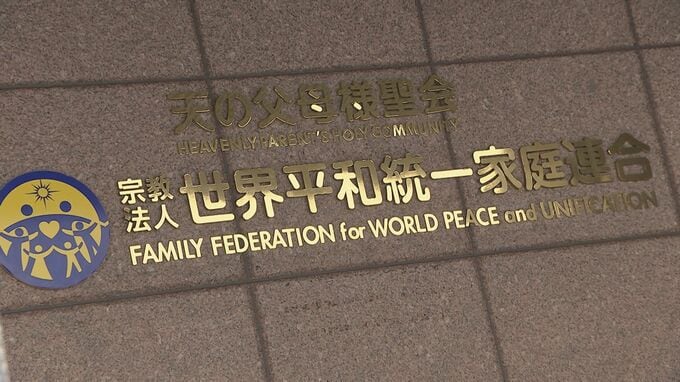 天の父母様聖会
HEAVENLY PARENT'S HOLY COMMUNITY
宗教法人 世界平和統一家庭連合
FAMILY FEDERATION for WORLD PEACE and UNIFICATION